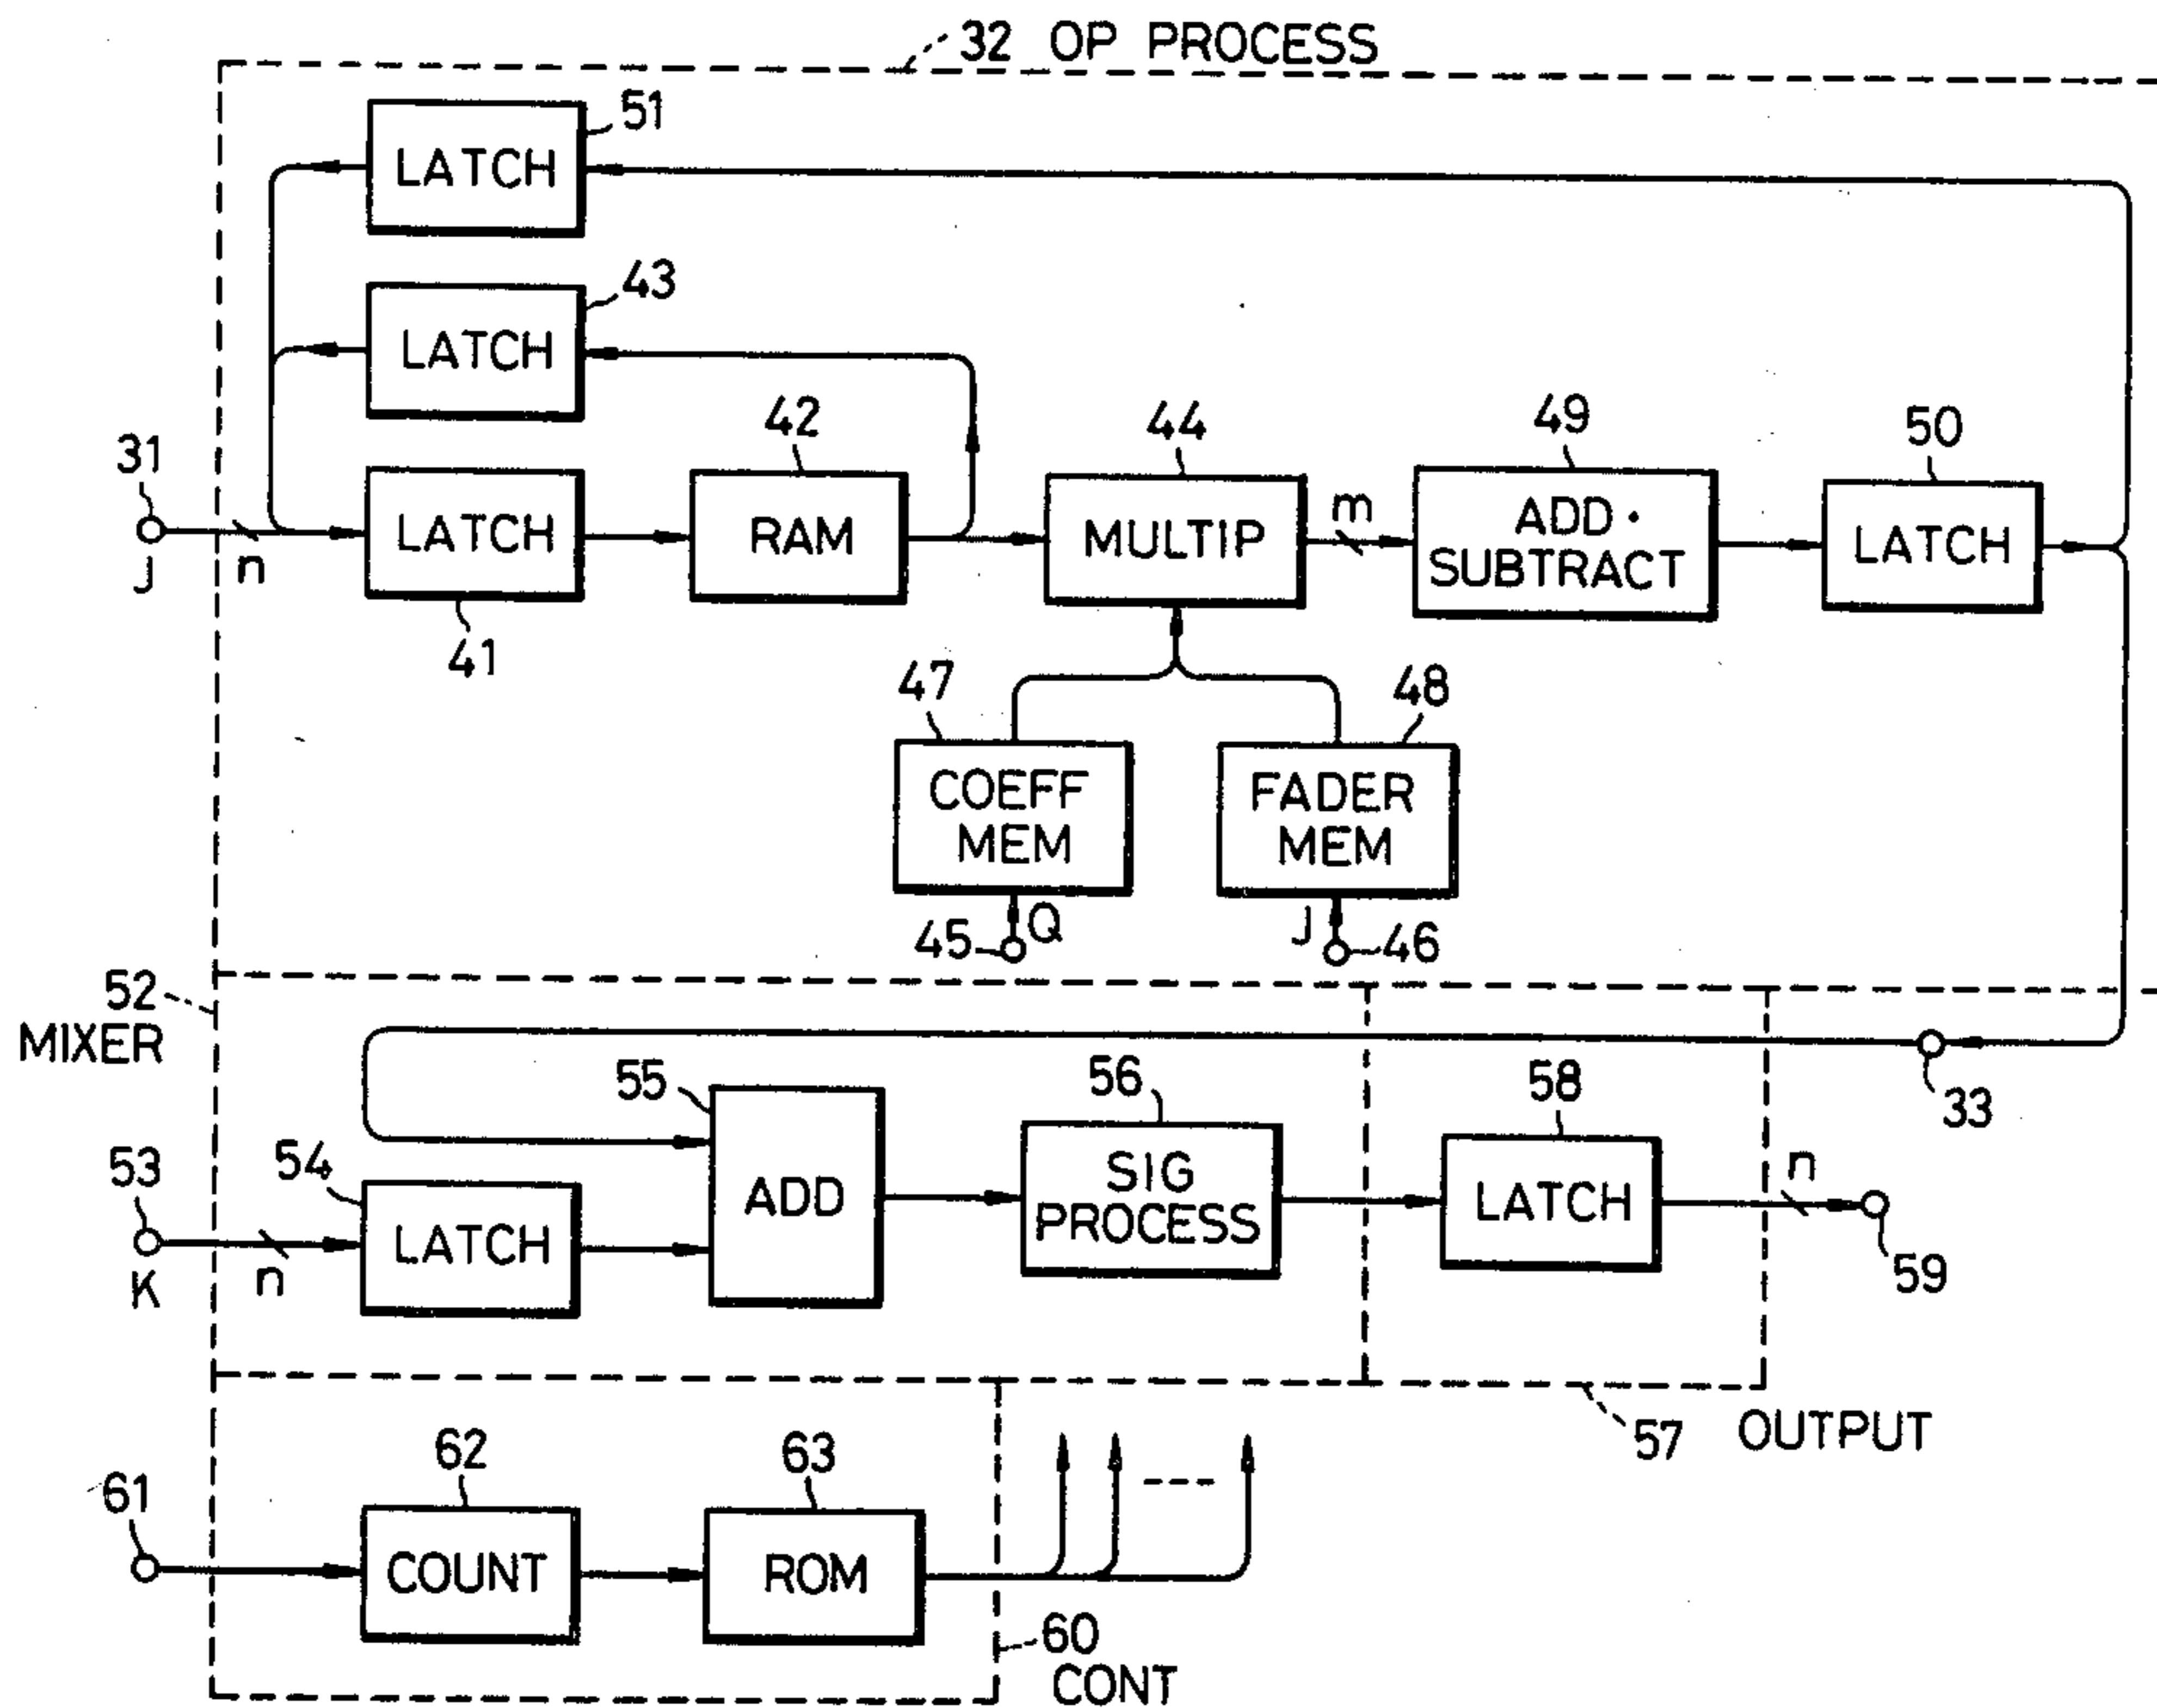 32 OP PROCESS
51
LATCH
43
LATCH
31
42
44
49
50
J
n
LATCH
RAM
MULTIP
m
ADD·
SUBTRACT
LATCH
41
47
48
COEFF
MEM
FADER
MEM
45
Q
J
46
52
MIXER
33
55
56
58
53
54
K
n
LATCH
ADD
SIG
PROCESS
LATCH
n
59
57 OUTPUT
61
62
63
COUNT
ROM
60
CONT